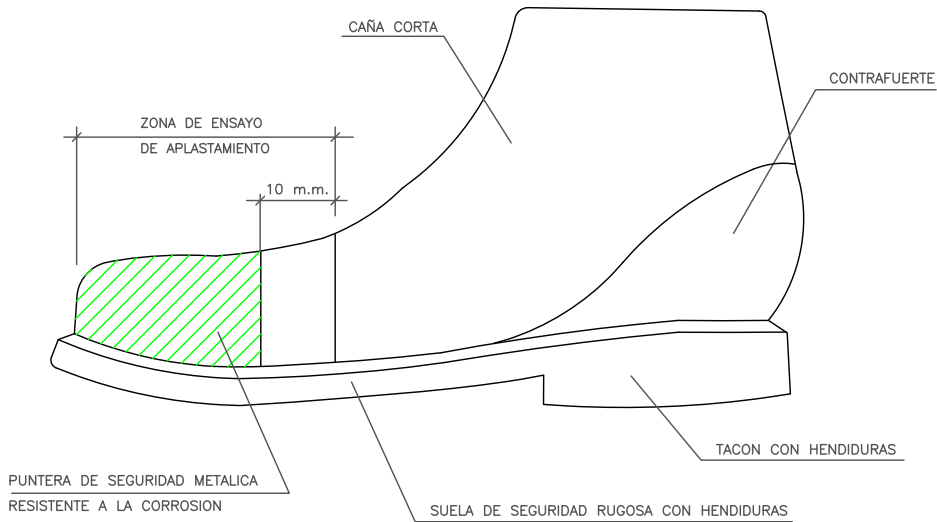 CAÑA CORTA
CONTRAFUERTE
ZONA DE ENSAYO
DE APLASTAMIENTO
10 m.m.
TACON CON HENDIDURAS
PUNTERA DE SEGURIDAD METALICA
RESISTENTE A LA CORROSION
SUELA DE SEGURIDAD RUGOSA CON HENDIDURAS